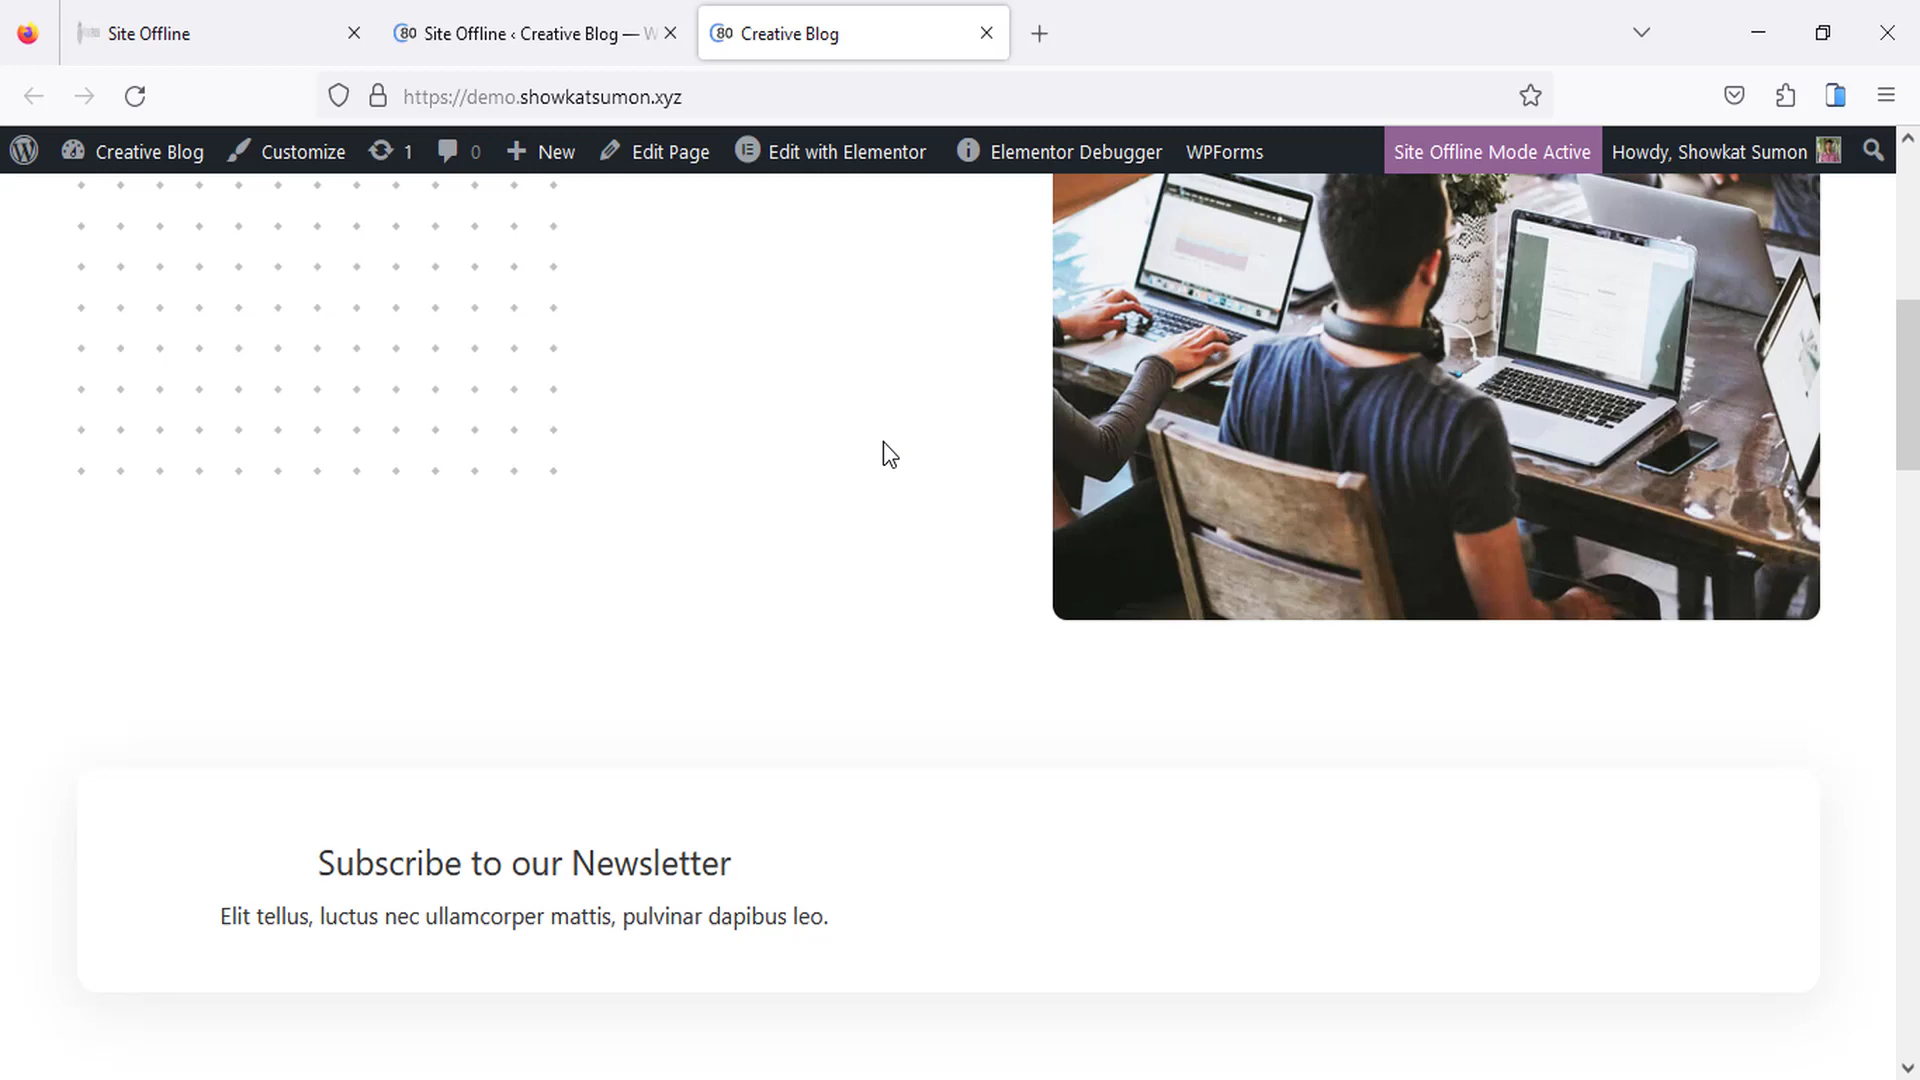 Site Offline
Site Offline ‹ Creative Blog — W
Creative Blog
https://demo.showkatsumon.xyz
Creative Blog
Customize
1
0
New
Edit Page
Edit with Elementor
Elementor Debugger
WPForms
Site Offline Mode Active
Howdy, Showkat Sumon
Subscribe to our Newsletter
Elit tellus, luctus nec ullamcorper mattis, pulvinar dapibus leo.